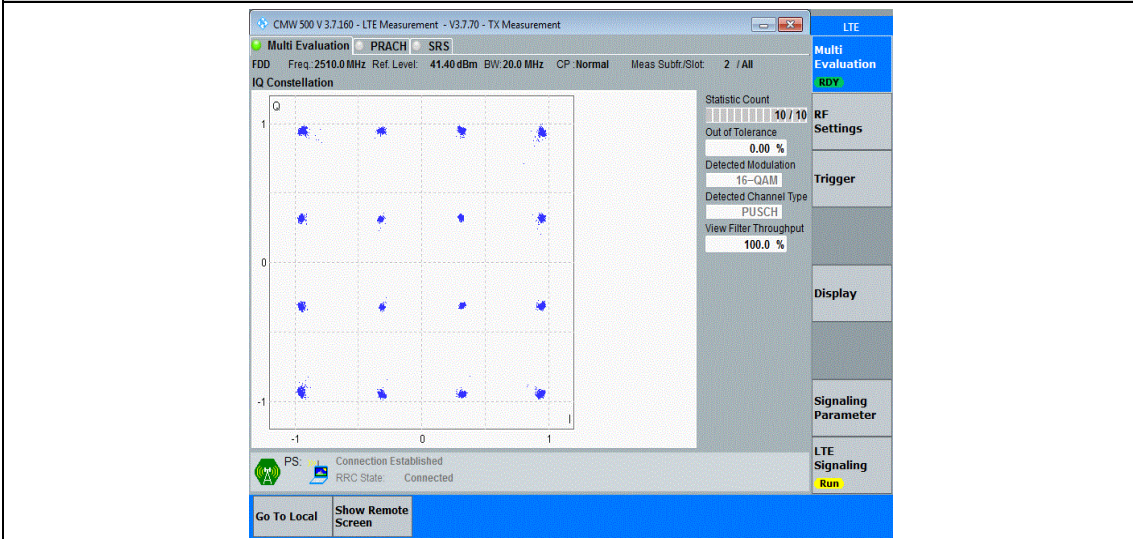 CMW 500 V 3.7.160 - LTE Measurement - V3.7.70 - TX Measurement
LTE
Multi Evaluation PRACH SRS
Multi
Evaluation
RDY
FDD Freq.:2510.0 MHz Ref. Level: 41.40 dBm BW:20.0 MHz CP :Normal Meas Subfr./Slot: 2 / All
IQ Constellation
Q
1
0
-1
I
-1 0 1
Statistic Count
10 / 10
Out of Tolerance
0.00 %
Detected Modulation
16-QAM
Detected Channel Type
PUSCH
View Filter Throughput
100.0 %
RF
Settings
Trigger
Display
Signaling
Parameter
LTE
Signaling
Run
PS: Connection Established
RRC State: Connected
Go To Local
Show Remote
Screen